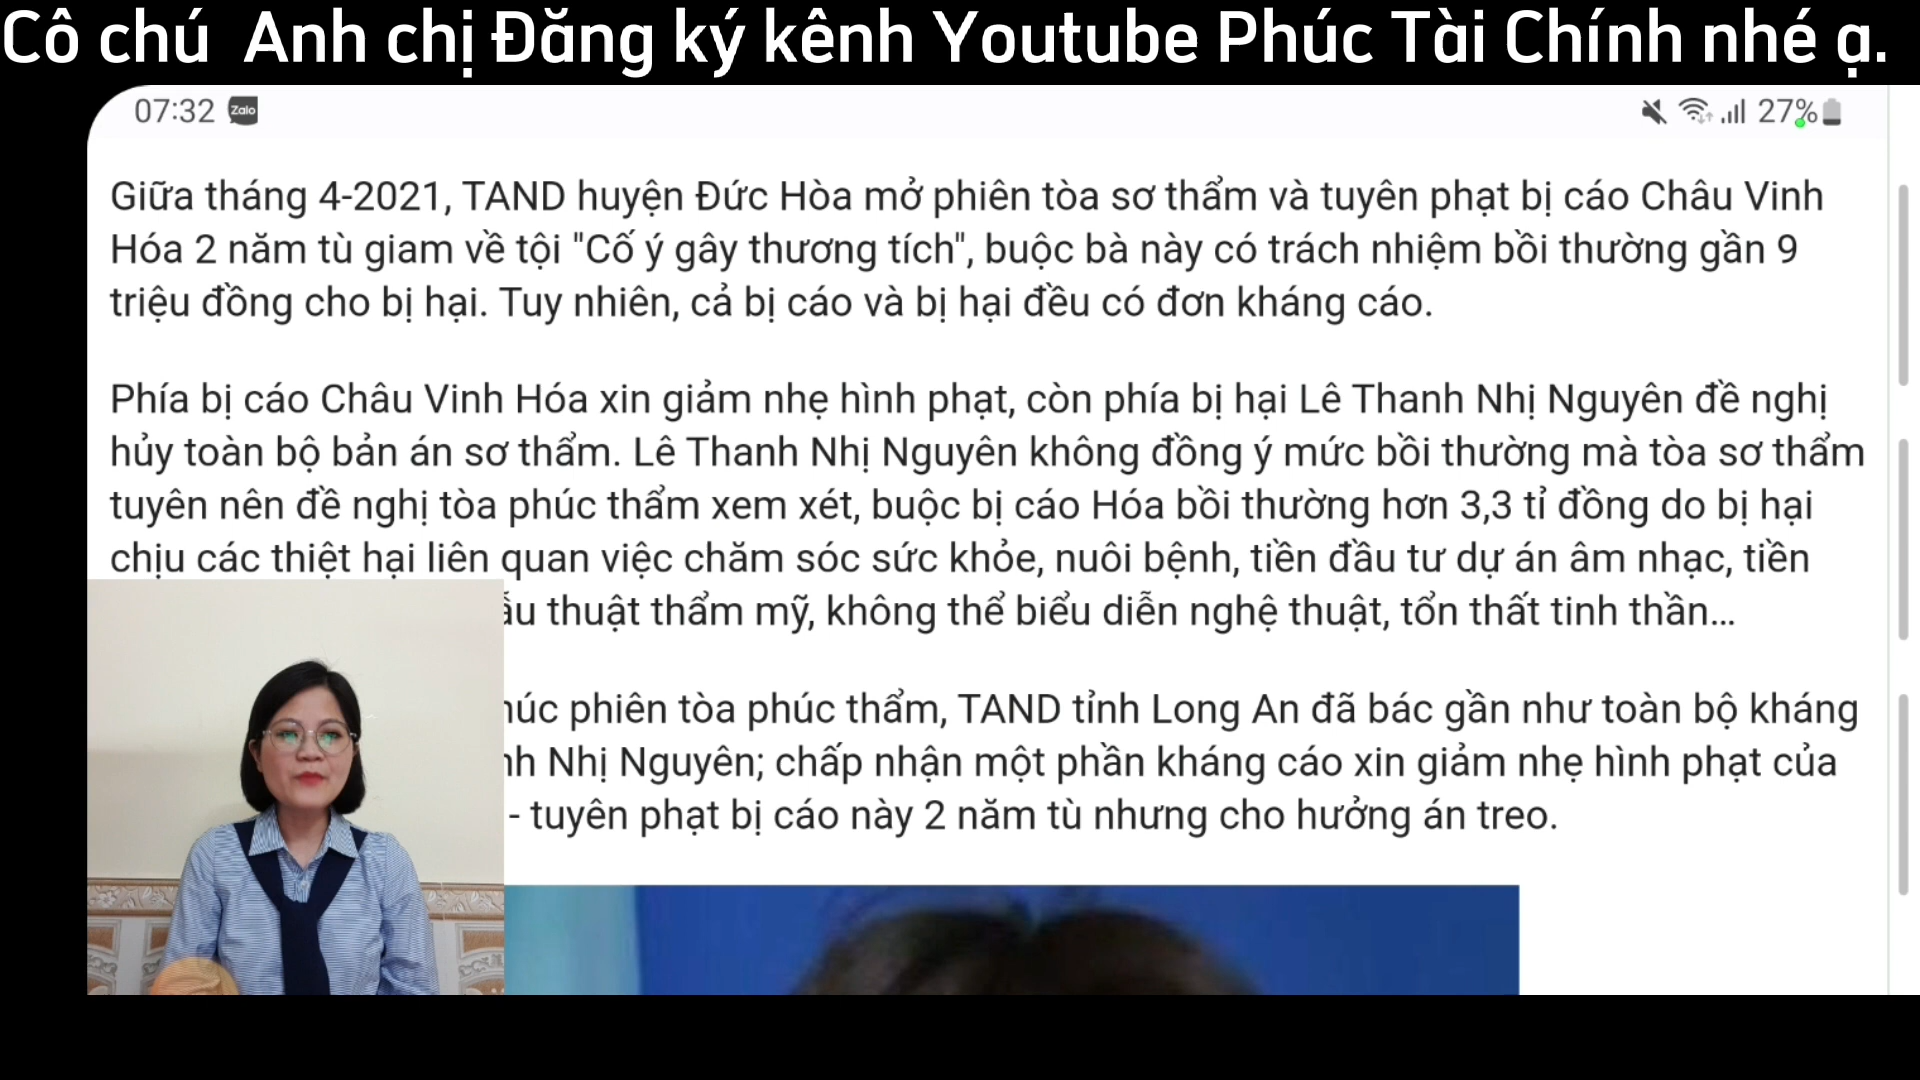 Cô chú Anh chị Đăng ký kênh Youtube Phúc Tài Chính nhé ạ.
07:32 Zalo 27%
Giữa tháng 4-2021, TAND huyện Đức Hòa mở phiên tòa sơ thẩm và tuyên phạt bị cáo Châu Vinh
Hóa 2 năm tù giam về tội "Cố ý gây thương tích", buộc bà này có trách nhiệm bồi thường gần 9
triệu đồng cho bị hại. Tuy nhiên, cả bị cáo và bị hại đều có đơn kháng cáo.
Phía bị cáo Châu Vinh Hóa xin giảm nhẹ hình phạt, còn phía bị hại Lê Thanh Nhị Nguyên đề nghị
hủy toàn bộ bản án sơ thẩm. Lê Thanh Nhị Nguyên không đồng ý mức bồi thường mà tòa sơ thẩm
tuyên nên đề nghị tòa phúc thẩm xem xét, buộc bị cáo Hóa bồi thường hơn 3,3 tỉ đồng do bị hại
chịu các thiệt hại liên quan việc chăm sóc sức khỏe, nuôi bệnh, tiền đầu tư dự án âm nhạc, tiền
thuật thẩm mỹ, không thể biểu diễn nghệ thuật, tổn thất tinh thần...
phiên tòa phúc thẩm, TAND tỉnh Long An đã bác gần như toàn bộ kháng
Nhị Nguyên; chấp nhận một phần kháng cáo xin giảm nhẹ hình phạt của
- tuyên phạt bị cáo này 2 năm tù nhưng cho hưởng án treo.